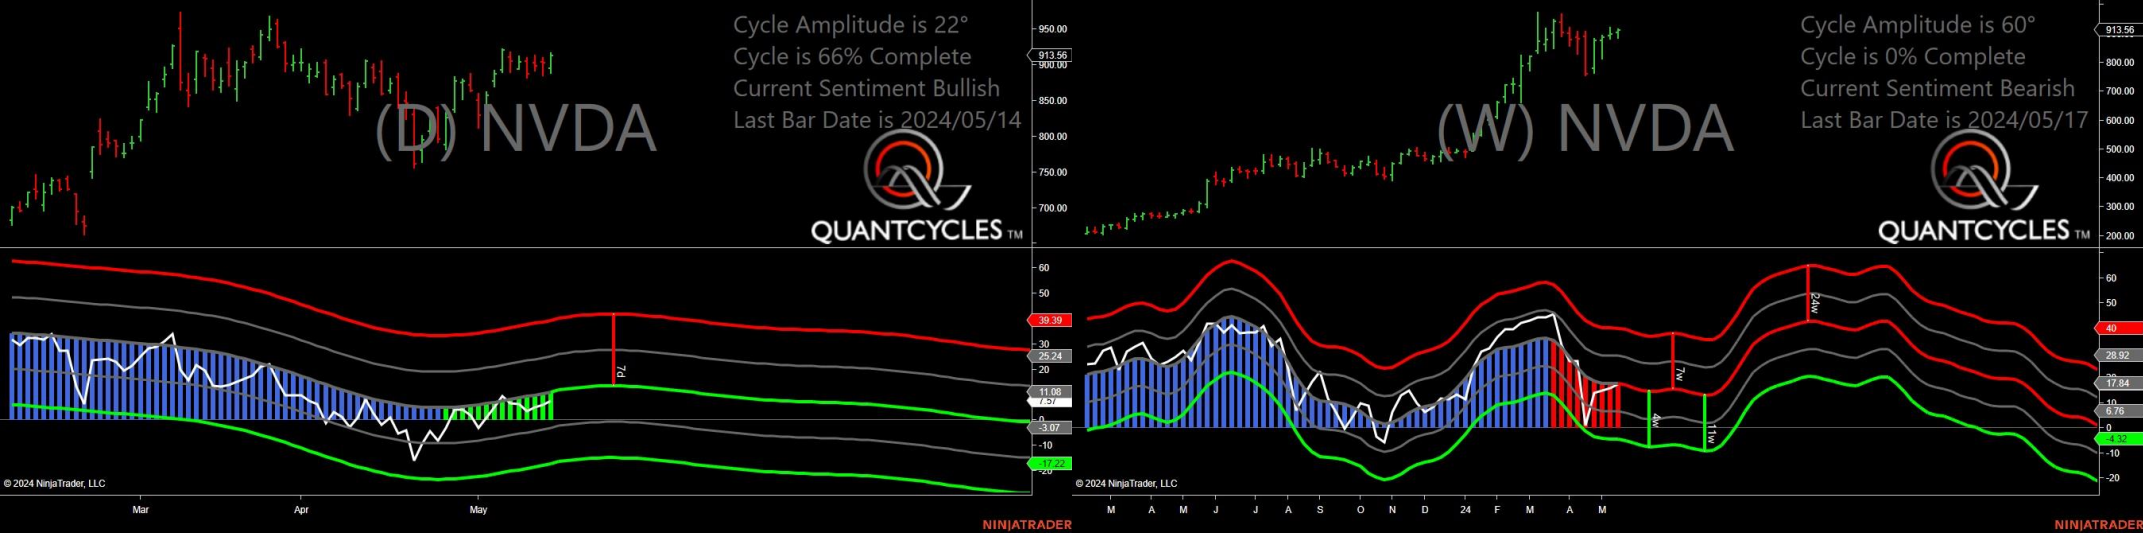 Cycle Amplitude is 22°
Cycle is 66% Complete
Current Sentiment Bullish
Last Bar Date is 2024/05/14
(D) NVDA
QUANTCYCLES TM
950.00
913.56
900.00
850.00
800.00
750.00
700.00
60
50
39.39
30
25.24
20
11.08
7.57
0
-3.07
-10
-17.22
-20
7d
© 2024 NinjaTrader, LLC
Mar
Apr
May
NINJATRADER
Cycle Amplitude is 60°
Cycle is 0% Complete
Current Sentiment Bearish
Last Bar Date is 2024/05/17
(W) NVDA
QUANTCYCLES TM
913.56
800.00
700.00
600.00
500.00
400.00
300.00
200.00
60
50
40
28.92
20
17.84
10
6.76
0
-4.32
-10
-20
24w
7w
4w
11w
© 2024 NinjaTrader, LLC
M A M J J A S O N D 24 F M A M
NINJATRADER